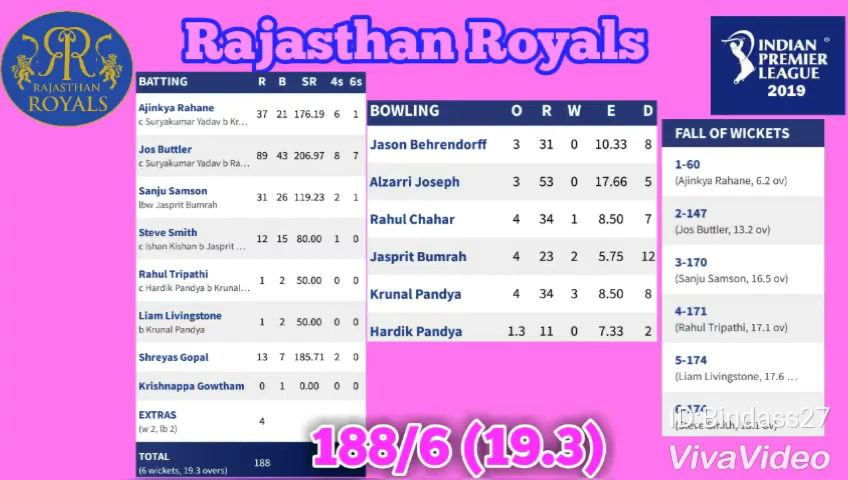 Rajasthan Royals
RAJASTHAN
ROYALS
INDIAN
PREMIER
LEAGUE
2019
BATTING R B SR 4s 6s
Ajinkya Rahane 37 21 176.19 6 1
c Suryakumar Yadav b Kr...
Jos Buttler 89 43 206.97 8 7
c Suryakumar Yadav b Ra...
Sanju Samson 31 26 119.23 2 1
lbw Jasprit Bumrah
Steve Smith 12 15 80.00 1 0
c Ishan Kishan b Jasprit ...
Rahul Tripathi 1 2 50.00 0 0
c Hardik Pandya b Krunal...
Liam Livingstone 1 2 50.00 0 0
b Krunal Pandya
Shreyas Gopal 13 7 185.71 2 0
Krishnappa Gowtham 0 1 0.00 0 0
EXTRAS 4
(w 2, lb 2)
TOTAL 188
(6 wickets, 19.3 overs)
BOWLING O R W E D
Jason Behrendorff 3 31 0 10.33 8
Alzarri Joseph 3 53 0 17.66 5
Rahul Chahar 4 34 1 8.50 7
Jasprit Bumrah 4 23 2 5.75 12
Krunal Pandya 4 34 3 8.50 8
Hardik Pandya 1.3 11 0 7.33 2
FALL OF WICKETS
1-60
(Ajinkya Rahane, 6.2 ov)
2-147
(Jos Buttler, 13.2 ov)
3-170
(Sanju Samson, 16.5 ov)
4-171
(Rahul Tripathi, 17.1 ov)
5-174
(Liam Livingstone, 17.6 ...
6-174
(Steve Smith, 18.1 ov)
188/6 (19.3)
ID:Bindass27
VivaVideo